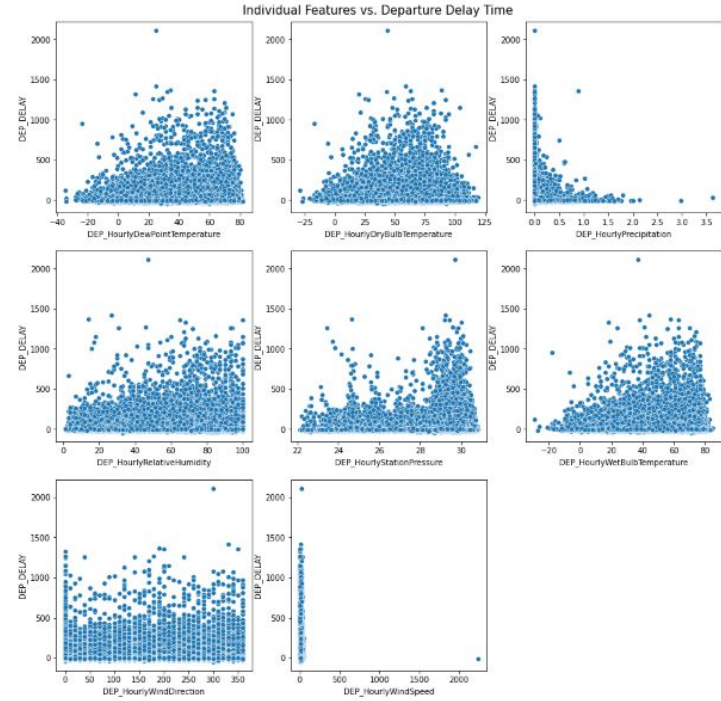 Individual Features vs. Departure Delay Time
2000
1500
1000
500
0
DEP_DELAY
−40 −20 0 20 40 60 80
DEP_HourlyDewPointTemperature
2000
1500
1000
500
0
DEP_DELAY
−25 0 25 50 75 100 125
DEP_HourlyDryBulbTemperature
2000
1500
1000
500
0
DEP_DELAY
0.0 0.5 1.0 1.5 2.0 2.5 3.0 3.5
DEP_HourlyPrecipitation
2000
1500
1000
500
0
DEP_DELAY
0 20 40 60 80 100
DEP_HourlyRelativeHumidity
2000
1500
1000
500
0
DEP_DELAY
22 24 26 28 30
DEP_HourlyStationPressure
2000
1500
1000
500
0
DEP_DELAY
−20 0 20 40 60 80
DEP_HourlyWetBulbTemperature
2000
1500
1000
500
0
DEP_DELAY
0 50 100 150 200 250 300 350
DEP_HourlyWindDirection
2000
1500
1000
500
0
DEP_DELAY
0 500 1000 1500 2000
DEP_HourlyWindSpeed